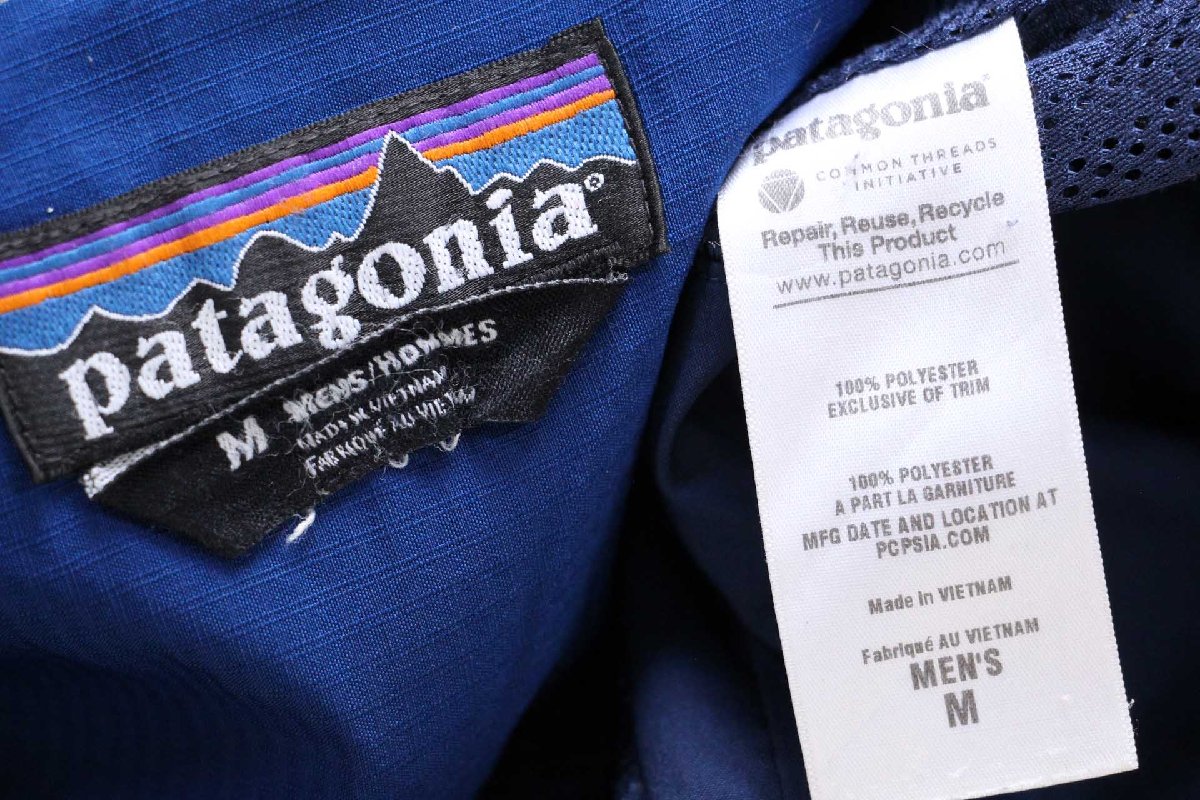 patagonia®
M MENS/HOMMES
MADE IN VIETNAM
FABRIQUÉ AU VIETNAM
patagonia®
COMMON THREADS
INITIATIVE
Repair, Reuse, Recycle
This Product
www.patagonia.com
100% POLYESTER
EXCLUSIVE OF TRIM
100% POLYESTER
A PART LA GARNITURE
MFG DATE AND LOCATION AT
PCPSIA.COM
Made in VIETNAM
Fabriqué AU VIETNAM
MEN'S
M